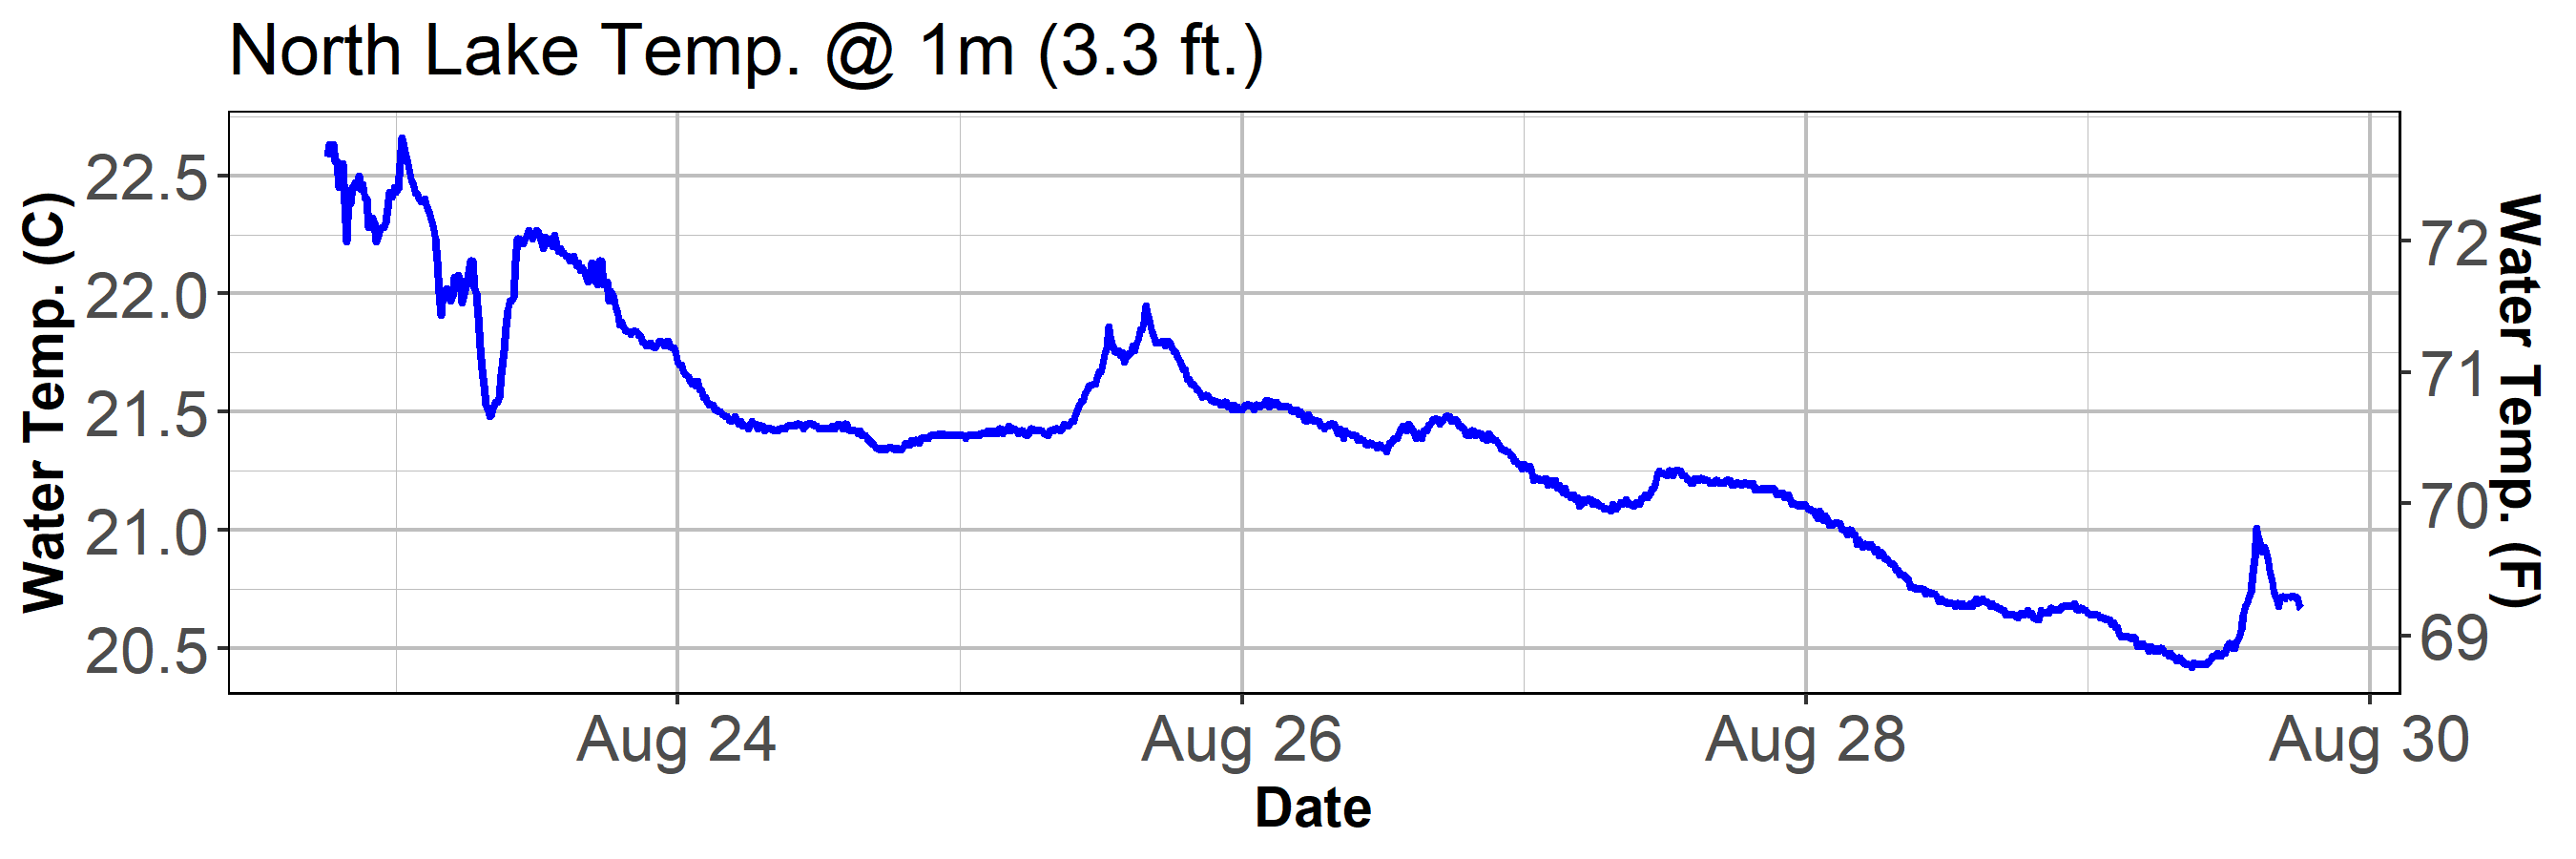 North Lake Temp. @ 1m (3.3 ft.)
Water Temp. (C)
22.5
22.0
21.5
21.0
20.5
72
71
70
69
Water Temp. (F)
Aug 24
Aug 26
Aug 28
Aug 30
Date